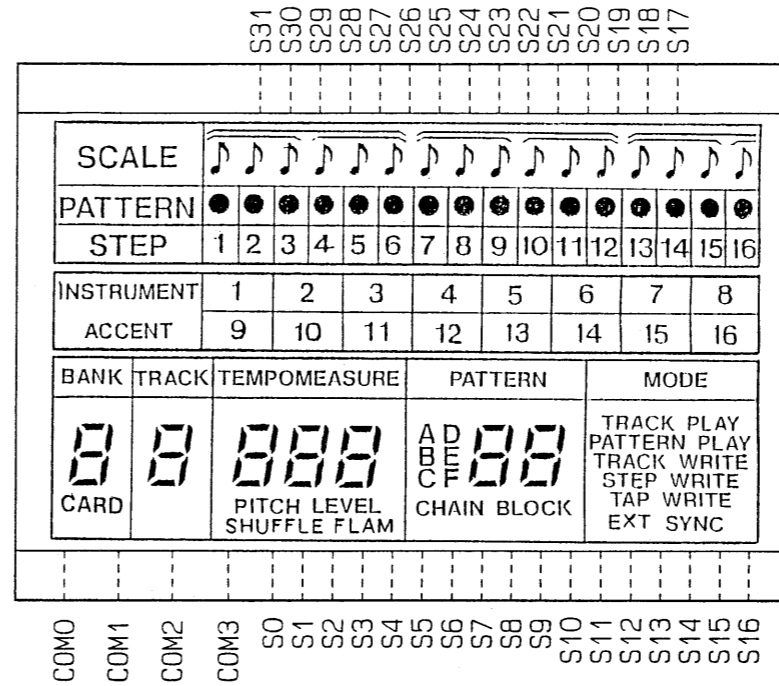 S31 S30 S29 S28 S27 S26 S25 S24 S23 S22 S21 S20 S19 S18 S17
SCALE
PATTERN
STEP 1 2 3 4 5 6 7 8 9 10 11 12 13 14 15 16
INSTRUMENT 1 2 3 4 5 6 7 8
ACCENT 9 10 11 12 13 14 15 16
BANK TRACK TEMPOMEASURE PATTERN MODE
8 8 888 88
A D
B E
C F
CARD
PITCH LEVEL
SHUFFLE FLAM
CHAIN BLOCK
TRACK PLAY
PATTERN PLAY
TRACK WRITE
STEP WRITE
TAP WRITE
EXT SYNC
COM0 COM1 COM2 COM3 S0 S1 S2 S3 S4 S5 S6 S7 S8 S9 S10 S11 S12 S13 S14 S15 S16